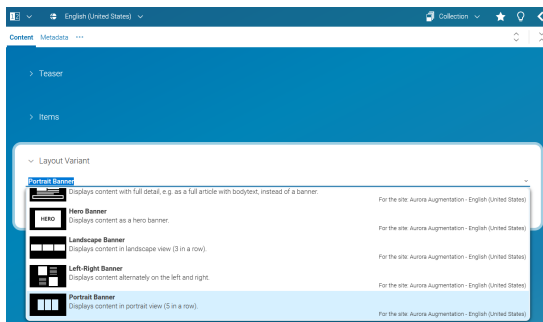 English (United States)
Collection
Content Metadata
Teaser
Items
Layout Variant
Portrait Banner
Displays content with full detail, e.g. as a full article with bodytext, instead of a banner.
For the site: Aurora Augmentation - English (United States)
HERO
Hero Banner
Displays content as a hero banner.
For the site: Aurora Augmentation - English (United States)
Landscape Banner
Displays content in landscape view (3 in a row).
For the site: Aurora Augmentation - English (United States)
Left-Right Banner
Displays content alternately on the left and right.
For the site: Aurora Augmentation - English (United States)
Portrait Banner
Displays content in portrait view (5 in a row).
For the site: Aurora Augmentation - English (United States)